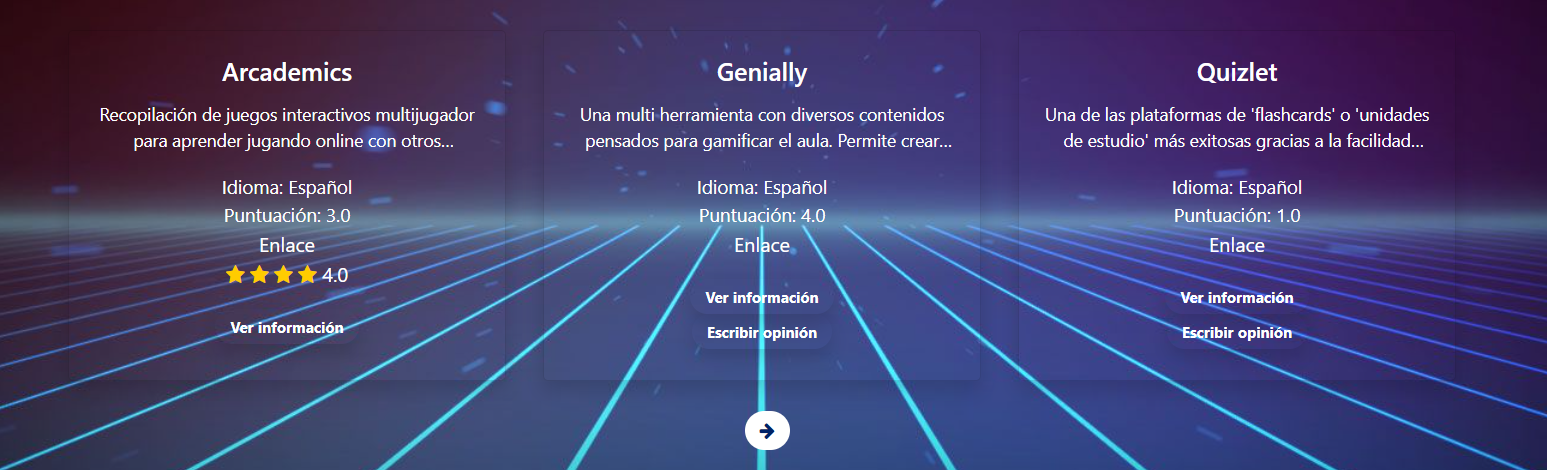 Arcademics
Recopilación de juegos interactivos multijugador
para aprender jugando online con otros...
Idioma: Español
Puntuación: 3.0
Enlace
4.0
Ver información
Genially
Una multi herramienta con diversos contenidos
pensados para gamificar el aula. Permite crear...
Idioma: Español
Puntuación: 4.0
Enlace
Ver información
Escribir opinión
Quizlet
Una de las plataformas de 'flashcards' o 'unidades
de estudio' más exitosas gracias a la facilidad...
Idioma: Español
Puntuación: 1.0
Enlace
Ver información
Escribir opinión